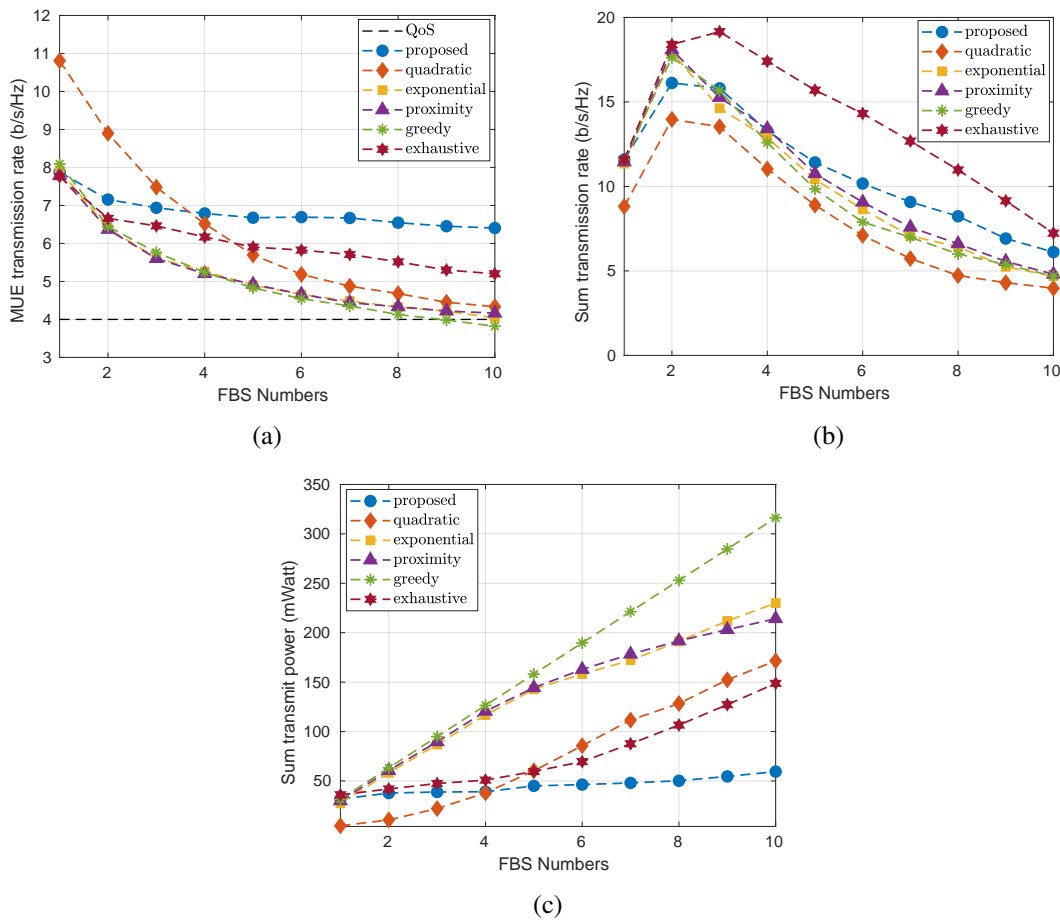 12
11
10
9
8
7
6
5
4
3
2
4
6
8
10
MUE transmission rate (b/s/Hz)
FBS Numbers
QoS
proposed
quadratic
exponential
proximity
greedy
exhaustive
(a)
20
15
10
5
0
2
4
6
8
10
Sum transmission rate (b/s/Hz)
FBS Numbers
proposed
quadratic
exponential
proximity
greedy
exhaustive
(b)
350
300
250
200
150
100
50
2
4
6
8
10
Sum transmit power (mWatt)
FBS Numbers
proposed
quadratic
exponential
proximity
greedy
exhaustive
(c)